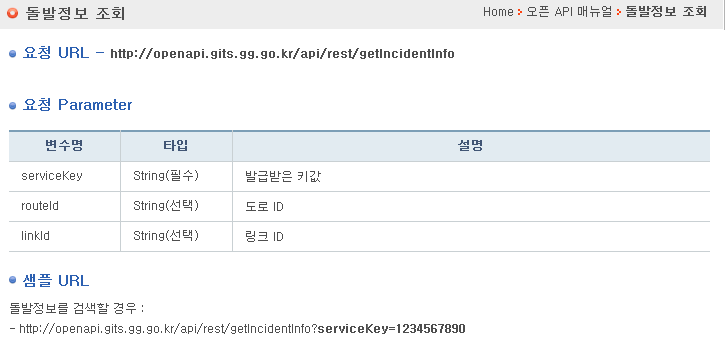 돌발정보 조회
Home > 오픈 API 매뉴얼 > 돌발정보 조회
요청 URL - http://openapi.gits.gg.go.kr/api/rest/getIncidentInfo
요청 Parameter
변수명 타입 설명
serviceKey String(필수) 발급받은 키값
routeId String(선택) 도로 ID
linkId String(선택) 링크 ID
샘플 URL
돌발정보를 검색할 경우 :
- http://openapi.gits.gg.go.kr/api/rest/getIncidentInfo?serviceKey=1234567890